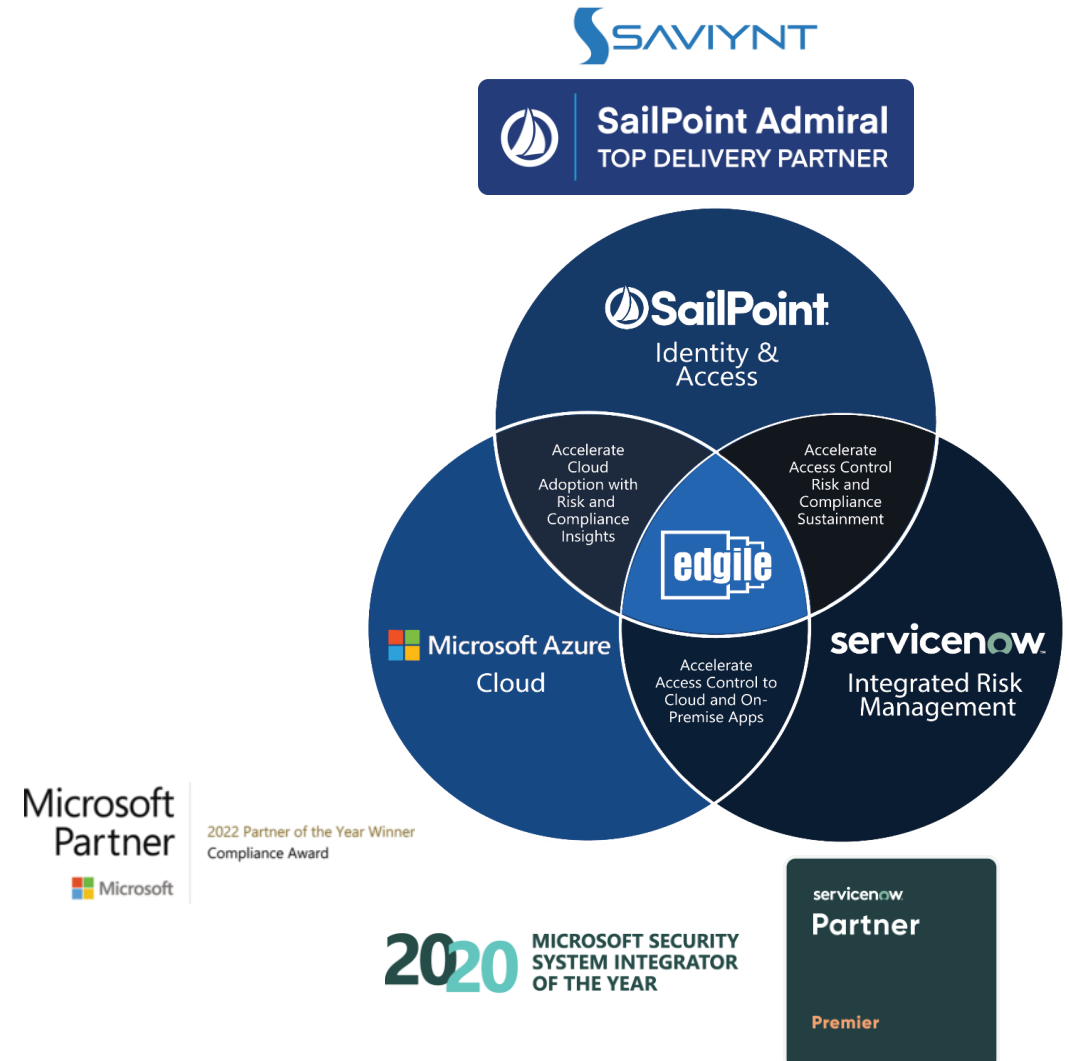 SAVIYNT
SailPoint Admiral
TOP DELIVERY PARTNER
SailPoint.
Identity &
Access
Accelerate
Cloud
Adoption with
Risk and
Compliance
Insights
Accelerate
Access Control
Risk and
Compliance
Sustainment
edgile
Microsoft Azure
Cloud
servicenow™
Integrated Risk
Management
Accelerate
Access Control to
Cloud and On-
Premise Apps
Microsoft
Partner
Microsoft
2022 Partner of the Year Winner
Compliance Award
2020
MICROSOFT SECURITY
SYSTEM INTEGRATOR
OF THE YEAR
servicenow
Partner
Premier